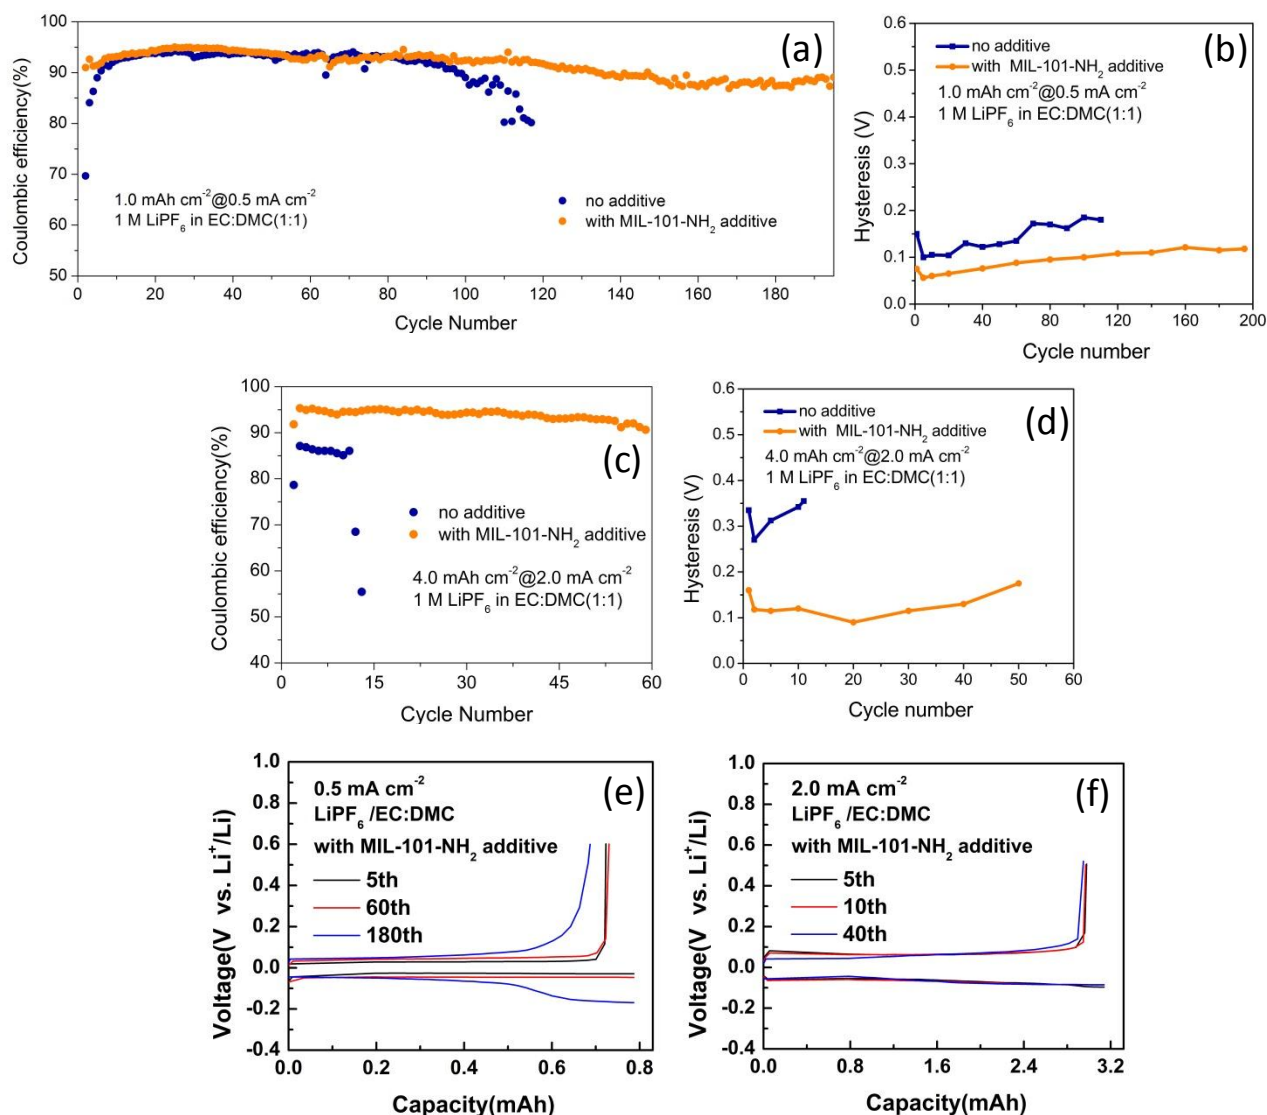 (a)
Coulombic efficiency(%)
100
90
80
70
60
50
1.0 mAh cm⁻²@0.5 mA cm⁻²
1 M LiPF₆ in EC:DMC(1:1)
no additive
with MIL-101-NH₂ additive
0 20 40 60 80 100 120 140 160 180
Cycle Number
(b)
Hysteresis (V)
0.6
0.5
0.4
0.3
0.2
0.1
0.0
no additive
with MIL-101-NH₂ additive
1.0 mAh cm⁻²@0.5 mA cm⁻²
1 M LiPF₆ in EC:DMC(1:1)
0 40 80 120 160 200
Cycle number
(c)
Coulombic efficiency(%)
100
90
80
70
60
50
40
no additive
with MIL-101-NH₂ additive
4.0 mAh cm⁻²@2.0 mA cm⁻²
1 M LiPF₆ in EC:DMC(1:1)
0 15 30 45 60
Cycle Number
(d)
Hysteresis (V)
0.6
0.5
0.4
0.3
0.2
0.1
0.0
no additive
with MIL-101-NH₂ additive
4.0 mAh cm⁻²@2.0 mA cm⁻²
1 M LiPF₆ in EC:DMC(1:1)
0 10 20 30 40 50 60
Cycle number
(e)
Voltage(V vs. Li⁺/Li)
1.0
0.8
0.6
0.4
0.2
0.0
-0.2
-0.4
0.5 mA cm⁻²
LiPF₆ /EC:DMC
with MIL-101-NH₂ additive
5th
60th
180th
0.0 0.2 0.4 0.6 0.8
Capacity(mAh)
(f)
Voltage(V vs. Li⁺/Li)
1.0
0.8
0.6
0.4
0.2
0.0
-0.2
-0.4
2.0 mA cm⁻²
LiPF₆ /EC:DMC
with MIL-101-NH₂ additive
5th
10th
40th
0.0 0.8 1.6 2.4 3.2
Capacity(mAh)